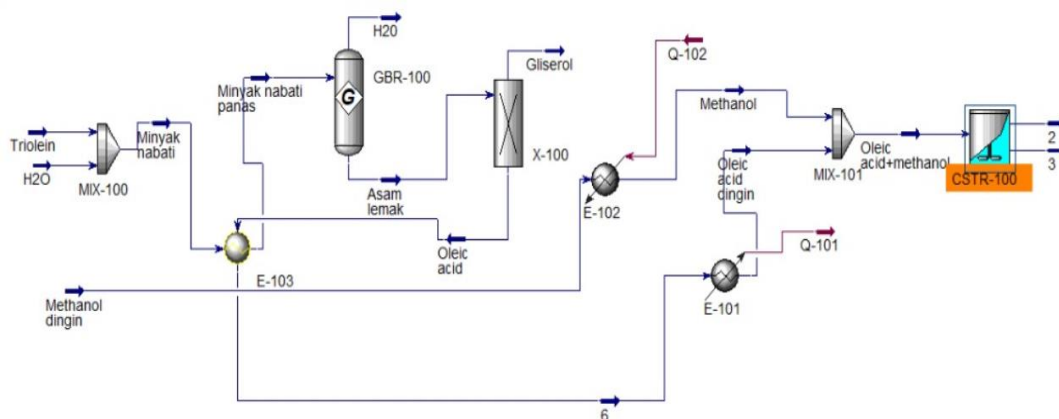 H20
GBR-100
G
Gliserol
Q-102
Minyak nabati
panas
Methanol
Triolein
Minyak
nabati
H2O
MIX-100
X-100
Asam
lemak
E-102
Oleic
acid
dingin
MIX-101
Oleic
acid+methanol
CSTR-100
2
3
Oleic
acid
Q-101
E-103
E-101
Methanol
dingin
6